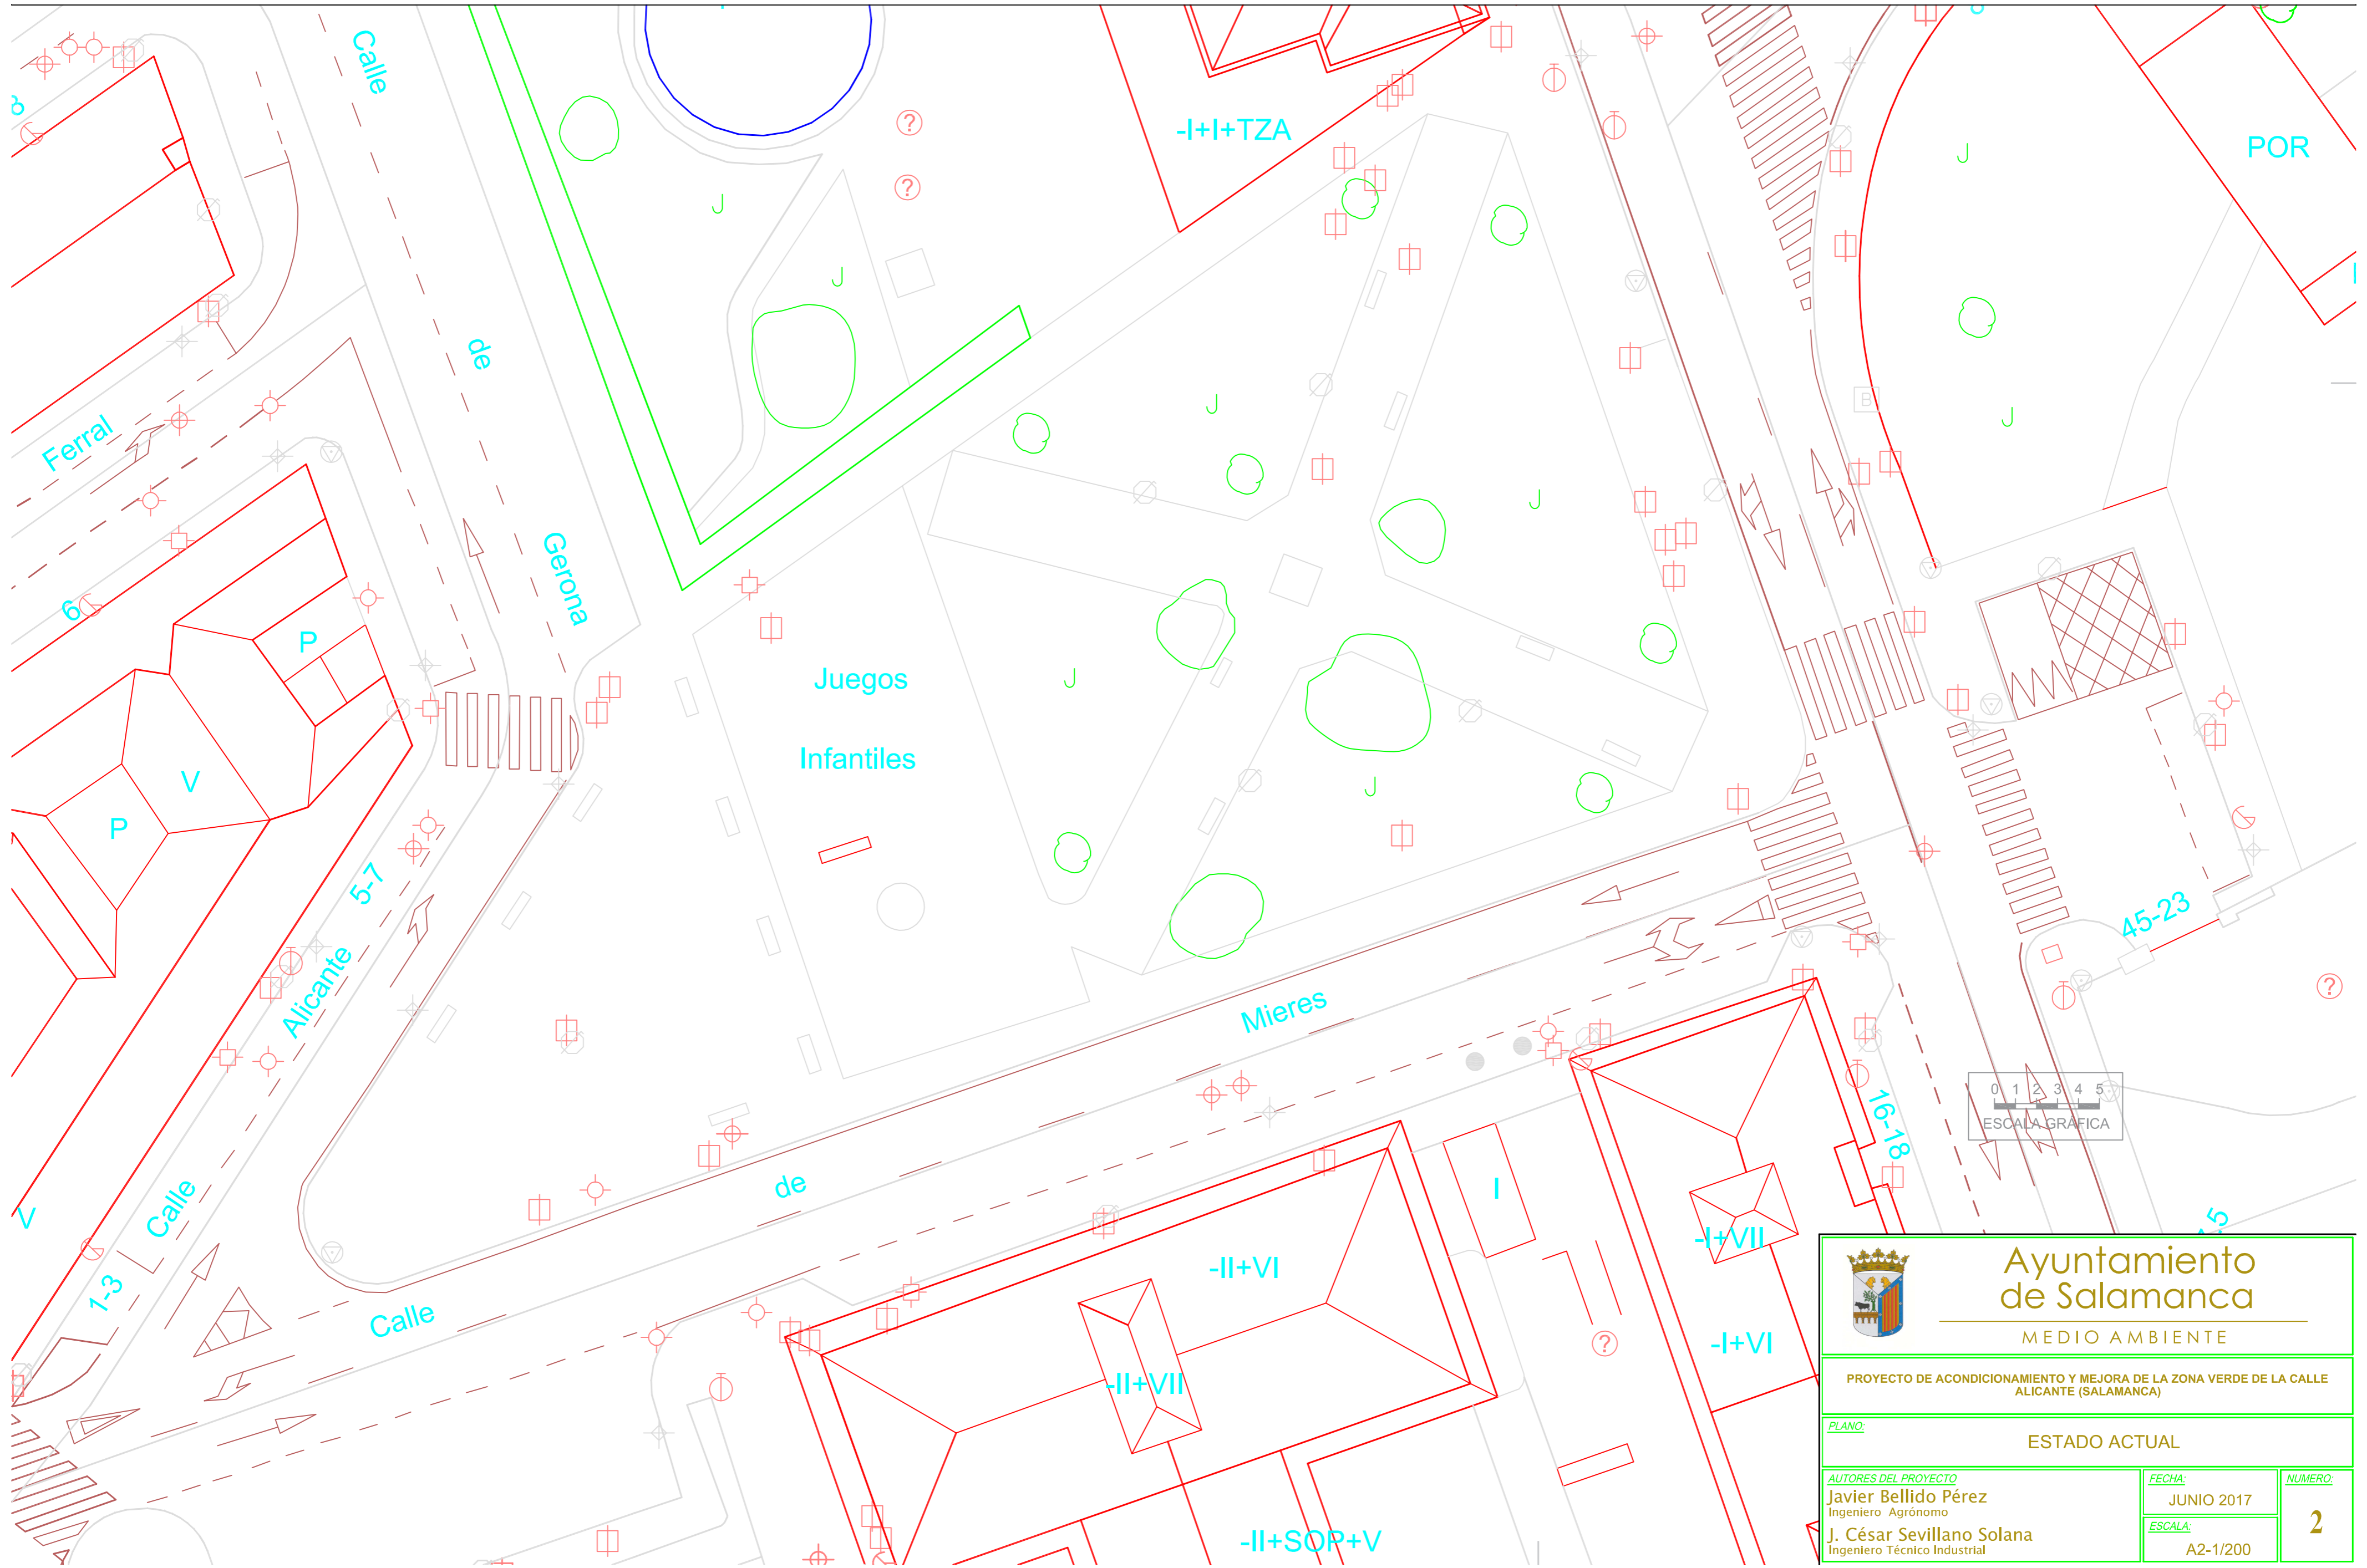 Calle
de
Gerona
Ferral
6
P
V
P
V
5-7
Alicante
Calle
1-3
Calle
de
Mieres
Juegos
Infantiles
J
J
J
J
J
J
J
J
?
?
-I+I+TZA
POR
B
45-23
?
16-18
0 1 2 3 4 5
ESCALA GRAFICA
I
-I+VII
-I+VI
-II+VI
-II+VII
-II+SOP+V
?
Ayuntamiento
de Salamanca
MEDIO AMBIENTE
PROYECTO DE ACONDICIONAMIENTO Y MEJORA DE LA ZONA VERDE DE LA CALLE
ALICANTE (SALAMANCA)
PLANO:
ESTADO ACTUAL
AUTORES DEL PROYECTO
Javier Bellido Pérez
Ingeniero Agrónomo
J. César Sevillano Solana
Ingeniero Técnico Industrial
FECHA:
JUNIO 2017
ESCALA:
A2-1/200
NUMERO:
2